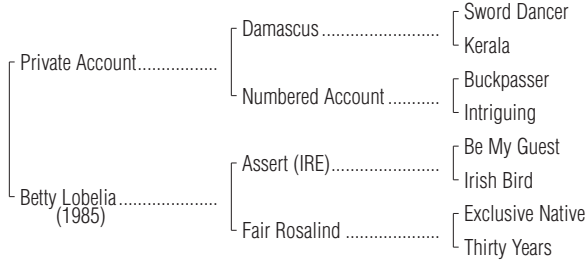 Sword Dancer
Damascus
Kerala
Private Account
Buckpasser
Numbered Account
Intriguing
Be My Guest
Assert (IRE)
Irish Bird
Betty Lobelia
(1985)
Exclusive Native
Fair Rosalind
Thirty Years